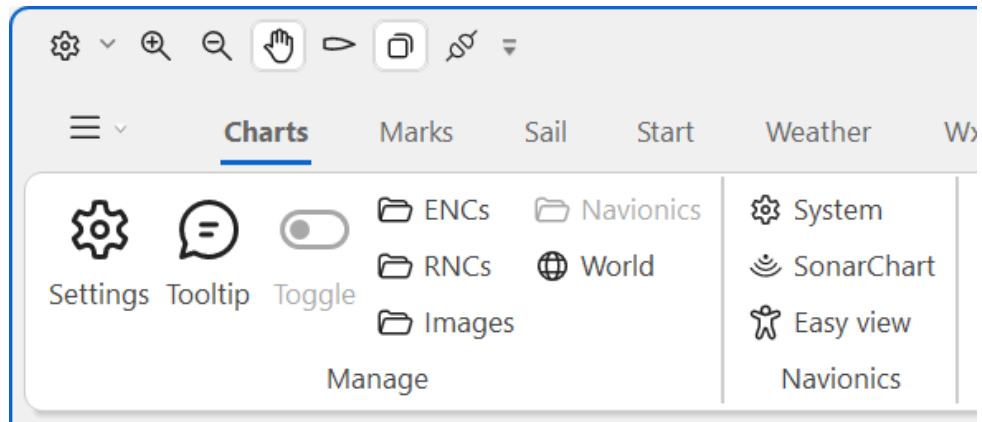 Charts Marks Sail Start Weather
Settings Tooltip Toggle
ENCs Navionics
RNCs World
Images
Manage
System
SonarChart
Easy view
Navionics